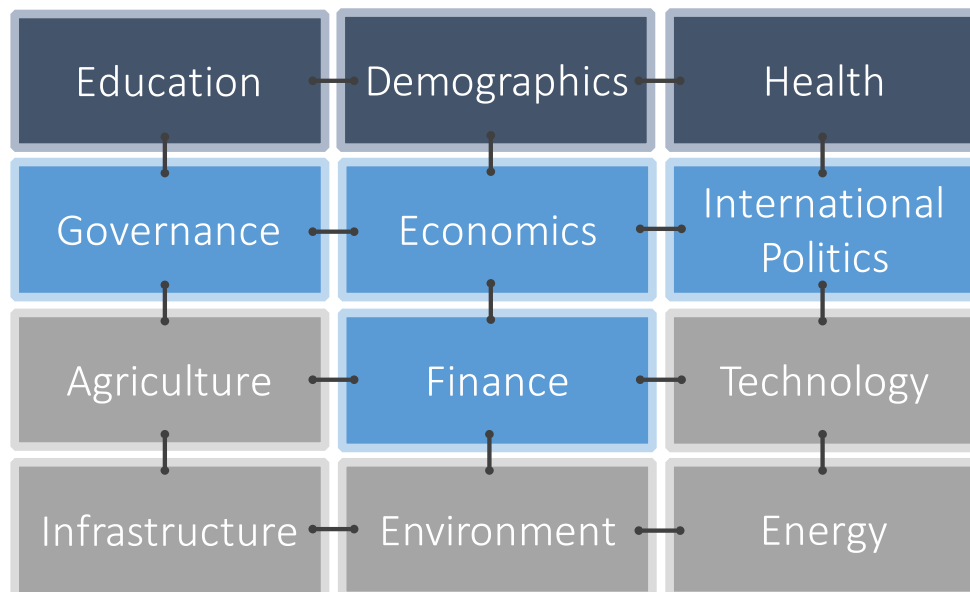 Education
Demographics
Health
Governance
Economics
International
Politics
Agriculture
Finance
Technology
Infrastructure
Environment
Energy